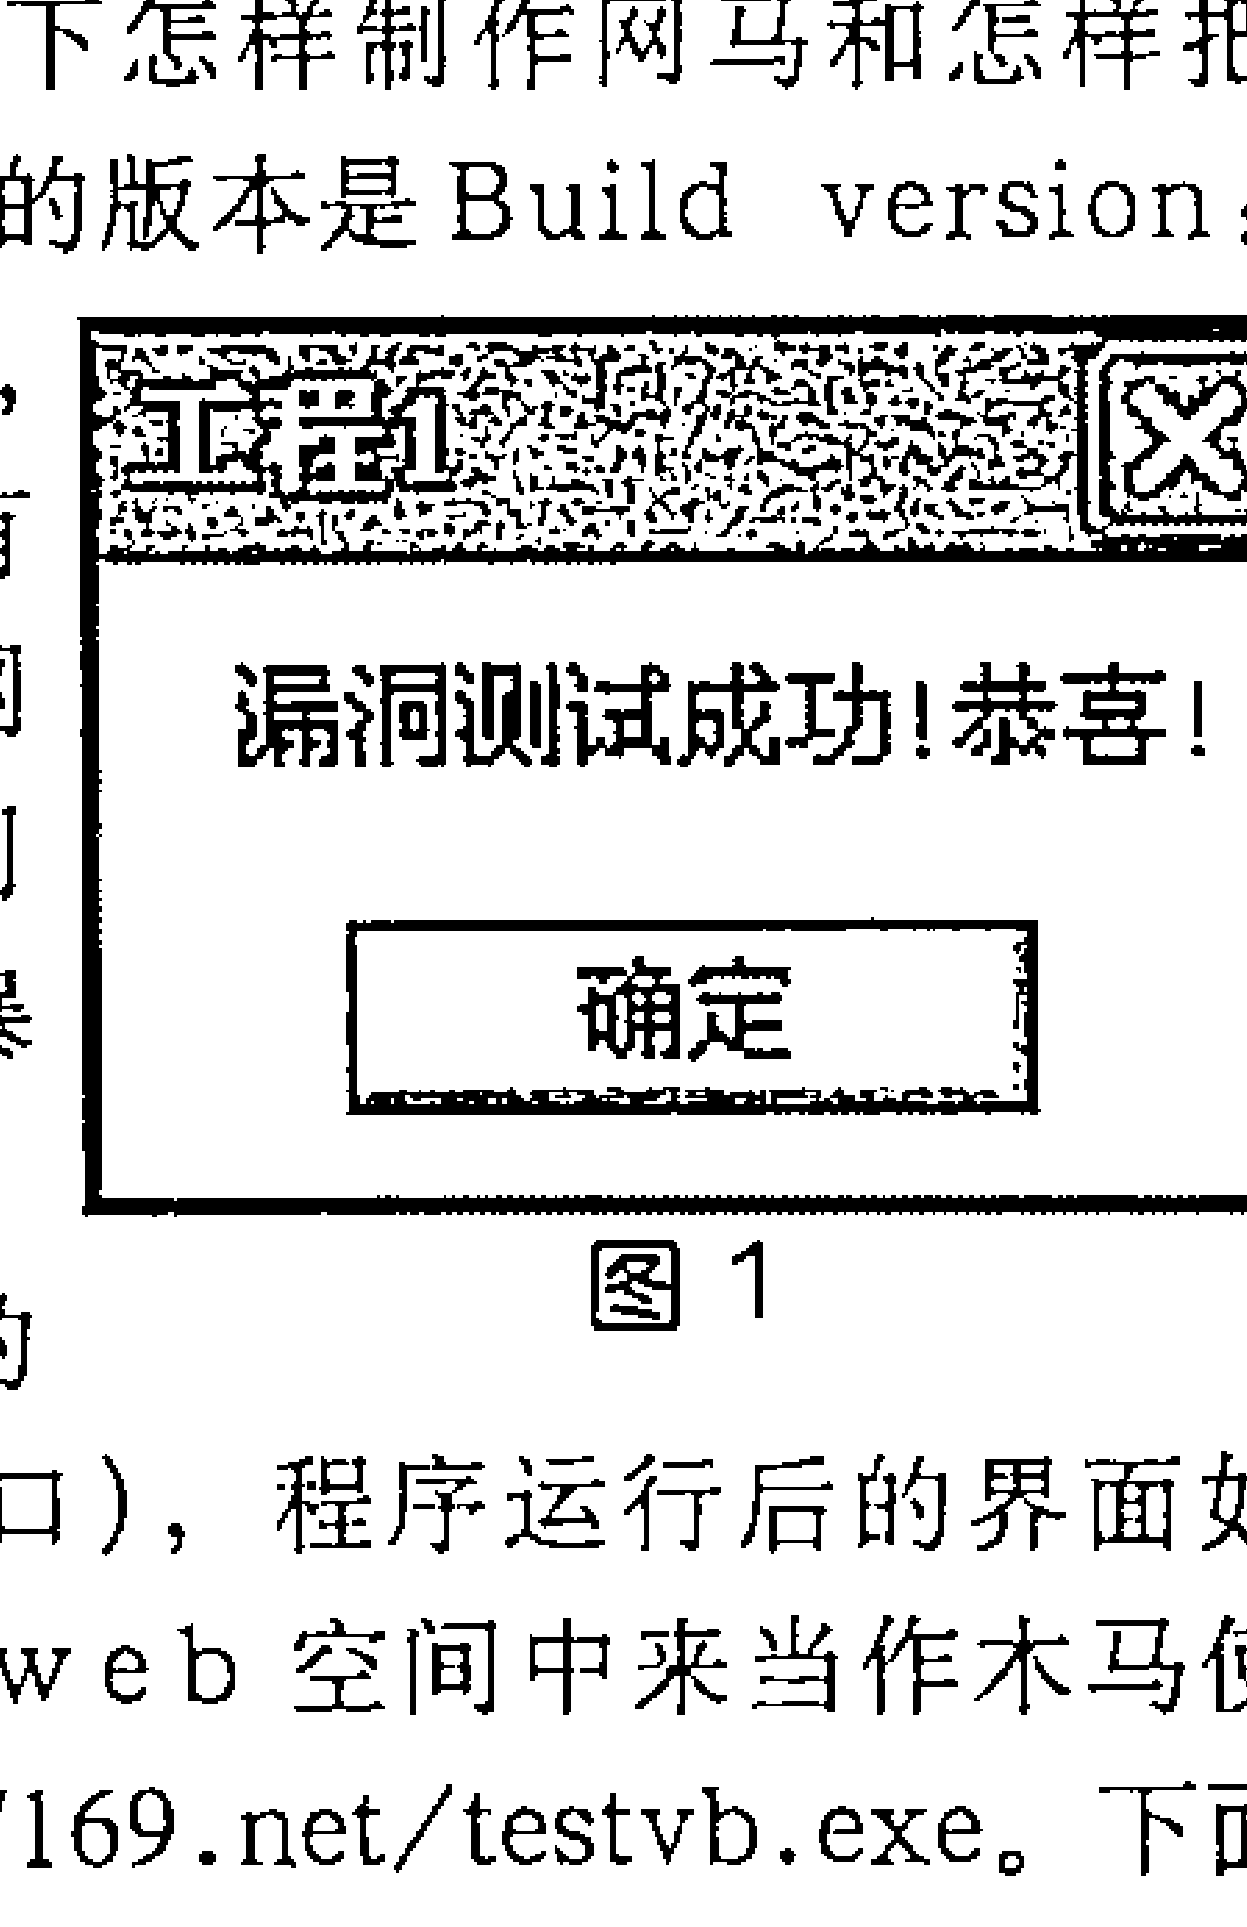 下怎样制作网马和怎样把
的版本是Build version
，
工程1
漏洞测试成功!恭喜!
确定
图 1
的
口），程序运行后的界面如
web 空间中来当作木马使
169.net/testvb.exe。下面